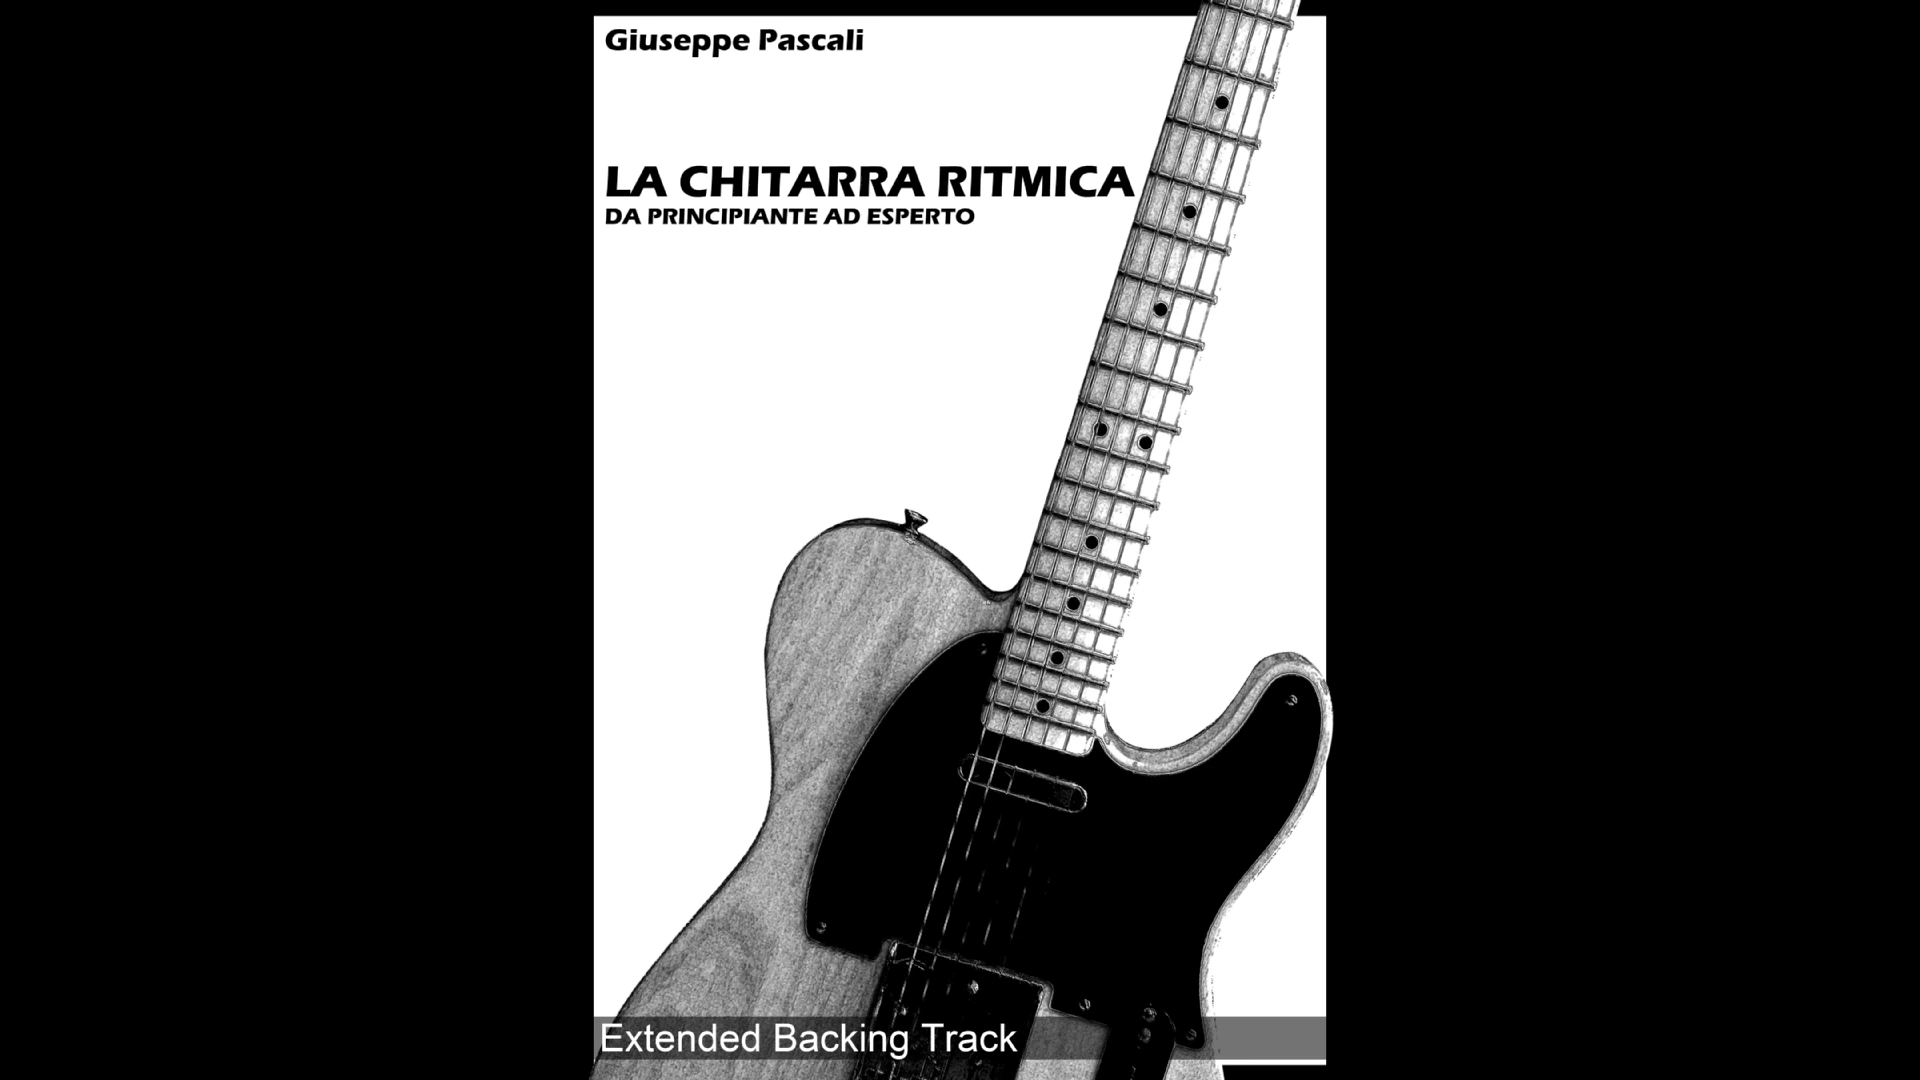 Giuseppe Pascali
LA CHITARRA RITMICA
DA PRINCIPIANTE AD ESPERTO
Extended Backing Track